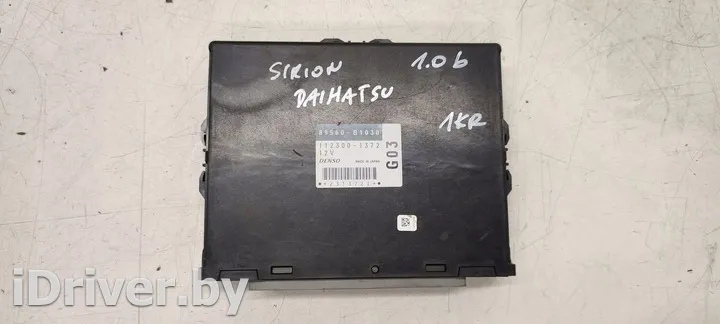 SIRION 1.0 b
DAIHATSU
1KR
89560-B1030
112300-1372
12V
DENSO MADE IN JAPAN
G03
iDriver.by